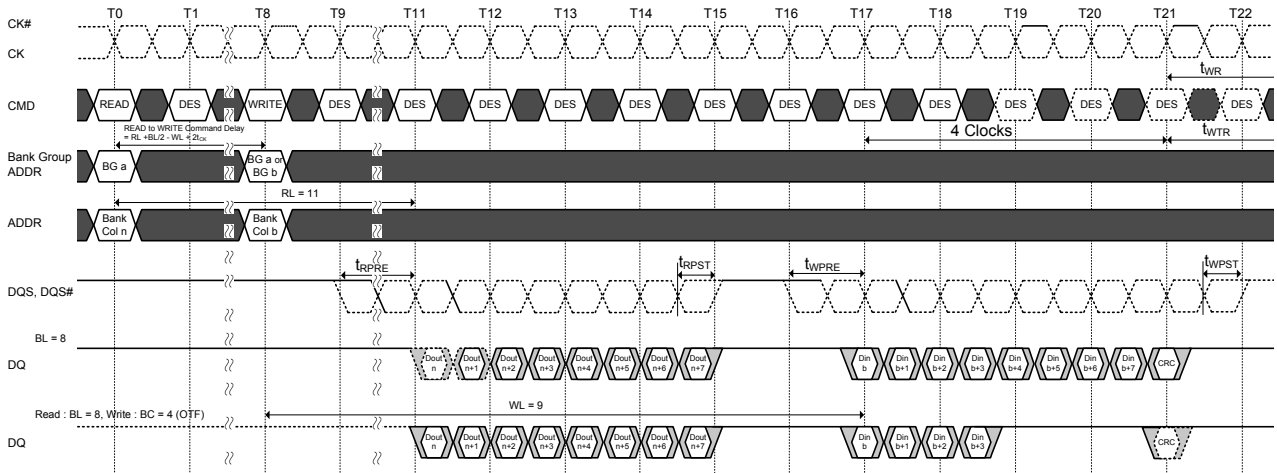 T0 T1 T8 T9 T11 T12 T13 T14 T15 T16 T17 T18 T19 T20 T21 T22
CK#
CK
tWR
CMD READ DES WRITE DES DES DES DES DES DES DES DES DES DES DES DES DES
READ to WRITE Command Delay
= RL +BL/2 - WL + 2tCK
4 Clocks
tWTR
Bank Group
ADDR
BG a
BG a or
BG b
RL = 11
ADDR
Bank
Col n
Bank
Col b
tRPRE tRPST tWPRE tWPST
DQS, DQS#
BL = 8
DQ
Dout
n
Dout
n+1
Dout
n+2
Dout
n+3
Dout
n+4
Dout
n+5
Dout
n+6
Dout
n+7
Din
b
Din
b+1
Din
b+2
Din
b+3
Din
b+4
Din
b+5
Din
b+6
Din
b+7
CRC
Read : BL = 8, Write : BC = 4 (OTF)
WL = 9
DQ
Dout
n
Dout
n+1
Dout
n+2
Dout
n+3
Dout
n+4
Dout
n+5
Dout
n+6
Dout
n+7
Din
b
Din
b+1
Din
b+2
Din
b+3
CRC